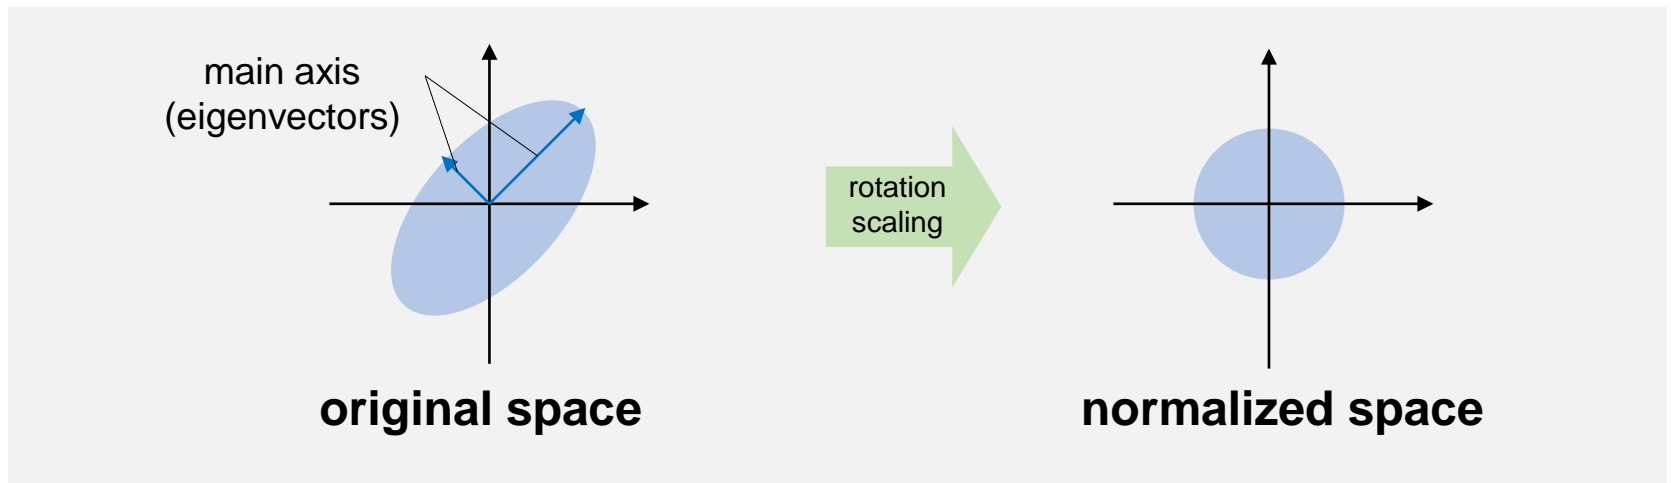 main axis
(eigenvectors)
rotation
scaling
original space
normalized space